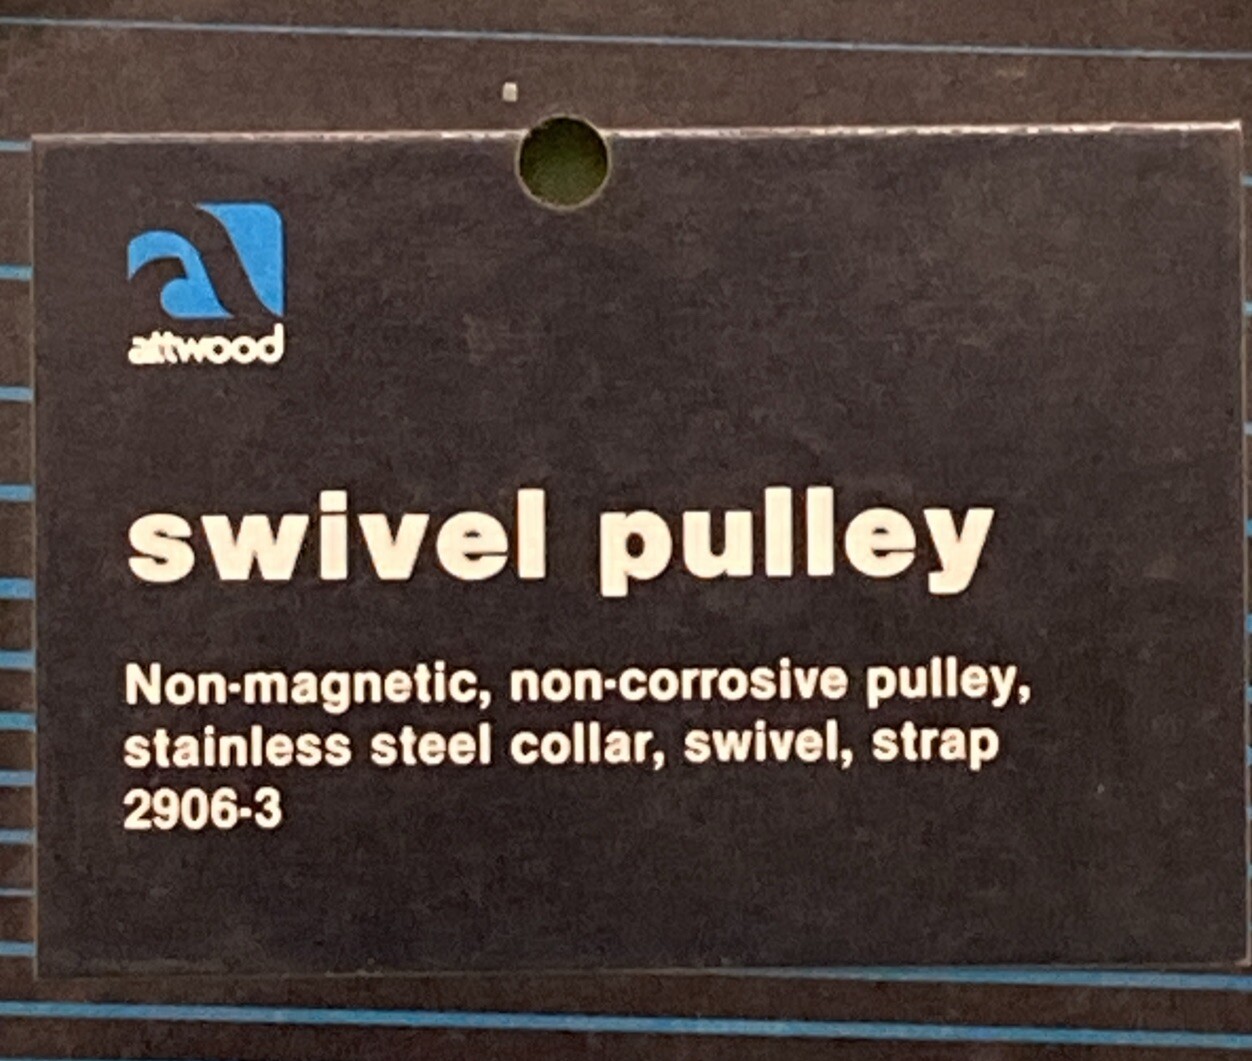 attwood
swivel pulley
Non-magnetic, non-corrosive pulley,
stainless steel collar, swivel, strap
2906-3